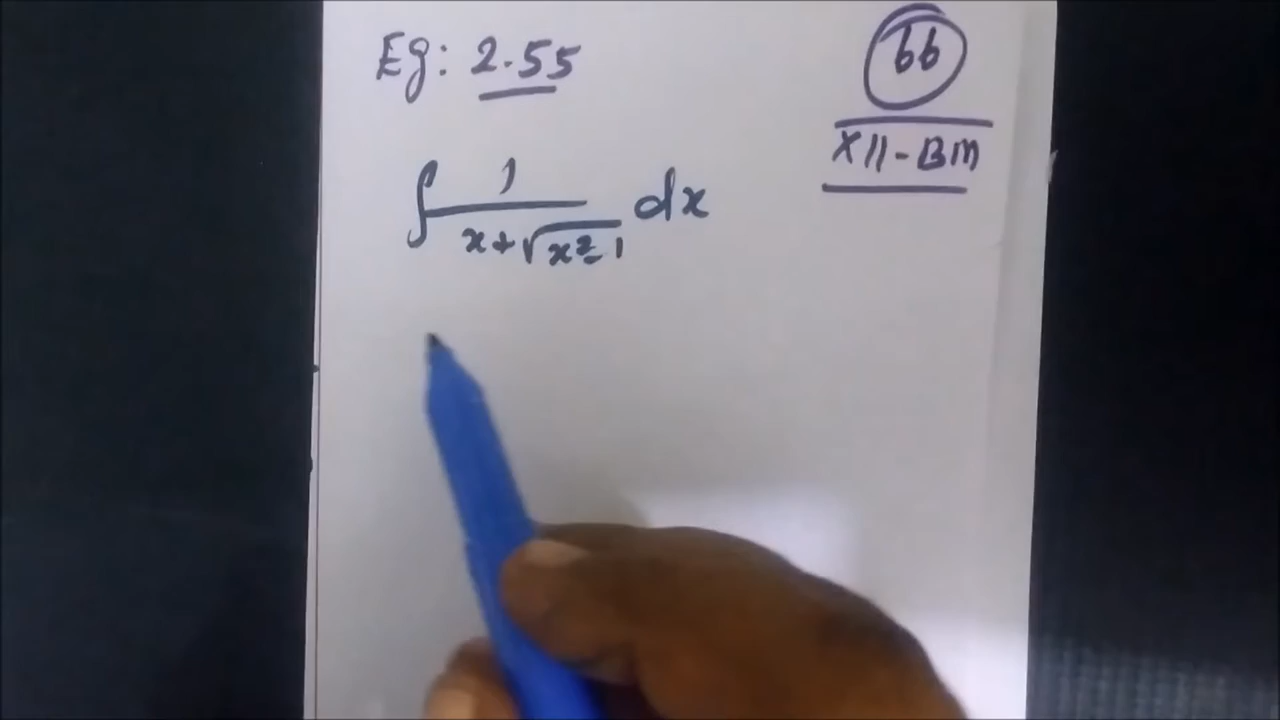 Eg: 2.55
66
XII-BM
∫ 1/(x+√(x²-1)) dx